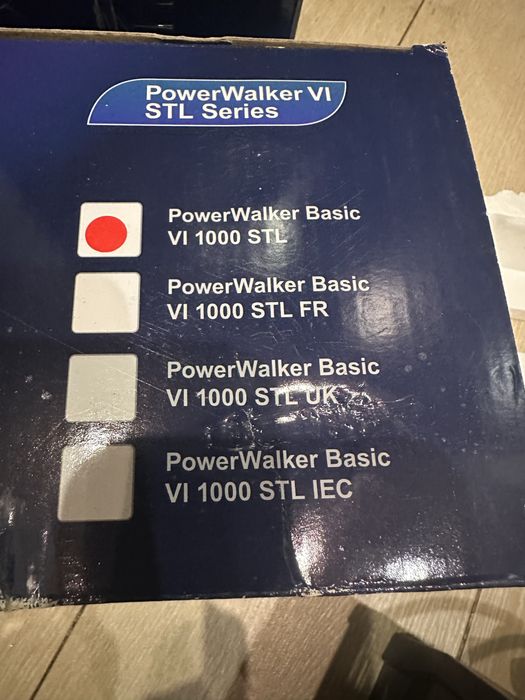 PowerWalker VI
STL Series
PowerWalker Basic
VI 1000 STL
PowerWalker Basic
VI 1000 STL FR
PowerWalker Basic
VI 1000 STL UK
PowerWalker Basic
VI 1000 STL IEC